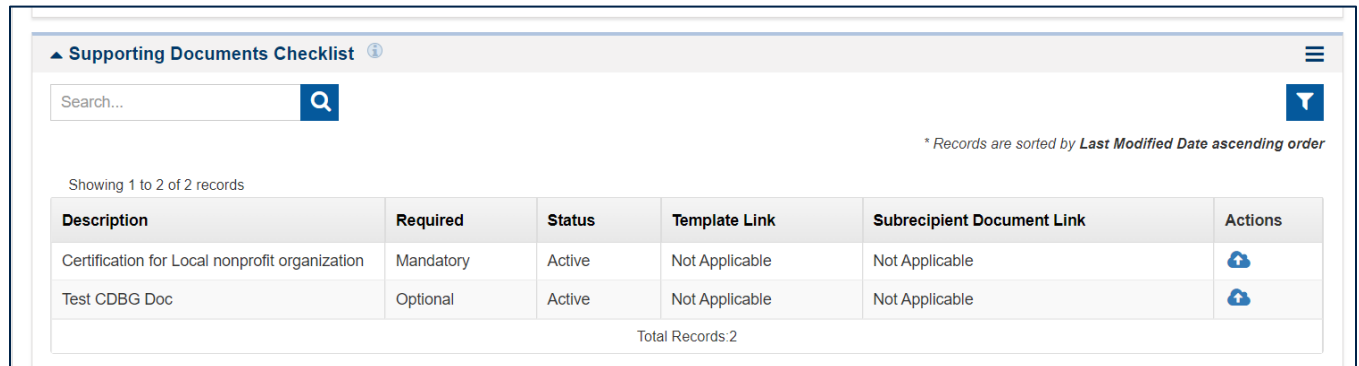 Supporting Documents Checklist
Search...
* Records are sorted by Last Modified Date ascending order
Showing 1 to 2 of 2 records
Description Required Status Template Link Subrecipient Document Link Actions
Certification for Local nonprofit organization Mandatory Active Not Applicable Not Applicable
Test CDBG Doc Optional Active Not Applicable Not Applicable
Total Records:2